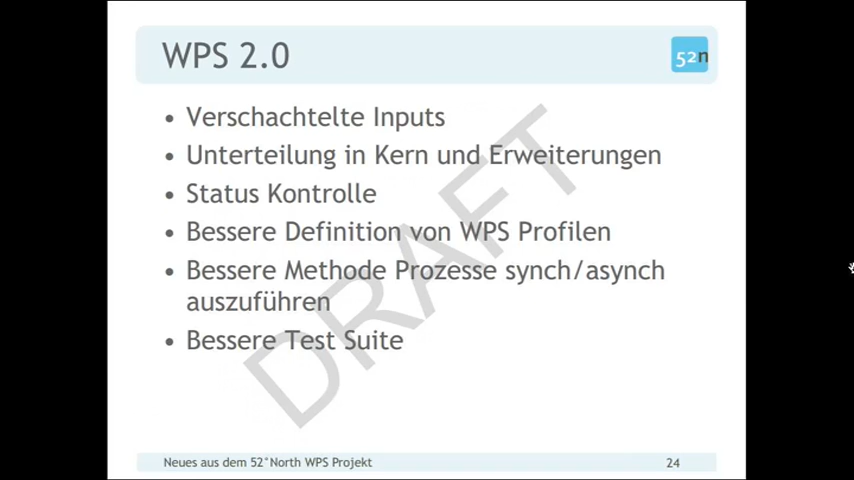 WPS 2.0
52n
• Verschachtelte Inputs
• Unterteilung in Kern und Erweiterungen
• Status Kontrolle
• Bessere Definition von WPS Profilen
• Bessere Methode Prozesse synch/asynch
auszuführen
• Bessere Test Suite
DRAFT
Neues aus dem 52°North WPS Projekt
24